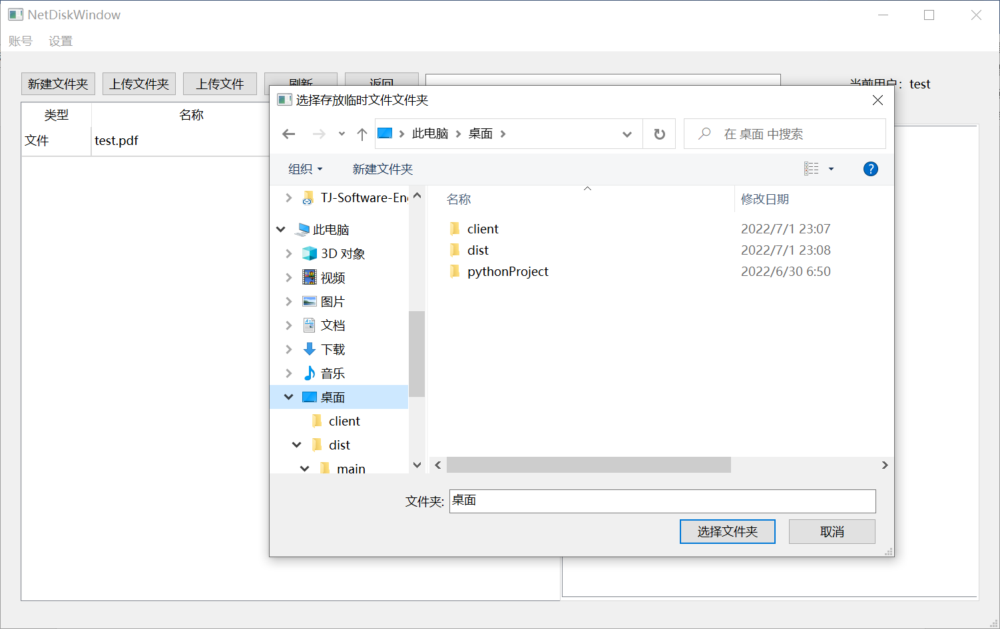 NetDiskWindow
账号 设置
新建文件夹 上传文件夹 上传文件 刷新 返回 当前用户：test
类型 名称
文件 test.pdf
选择存放临时文件文件夹
此电脑 桌面 在 桌面 中搜索
组织 新建文件夹
TJ-Software-En
此电脑
3D 对象
视频
图片
文档
下载
音乐
桌面
client
dist
main
名称 修改日期
client 2022/7/1 23:07
dist 2022/7/1 23:08
pythonProject 2022/6/30 6:50
文件夹: 桌面
选择文件夹 取消